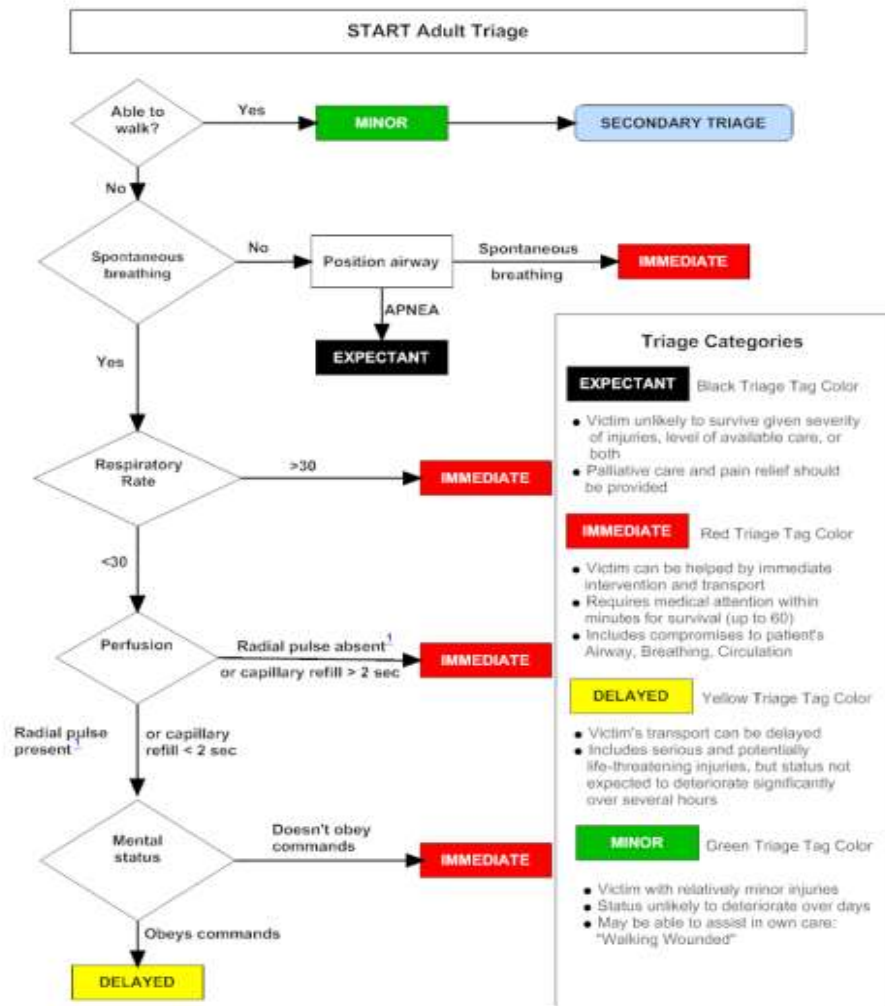 START Adult Triage
Able to
walk?
Yes
MINOR
SECONDARY TRIAGE
No
Spontaneous
breathing
No
Position airway
Spontaneous
breathing
IMMEDIATE
APNEA
EXPECTANT
Yes
Respiratory
Rate
>30
IMMEDIATE
<30
Perfusion
Radial pulse absent1
or capillary refill > 2 sec
IMMEDIATE
Radial pulse
present1
or capillary
refill < 2 sec
Mental
status
Doesn't obey
commands
IMMEDIATE
Obeys commands
DELAYED
Triage Categories
EXPECTANT Black Triage Tag Color
• Victim unlikely to survive given severity
of injuries, level of available care, or
both
• Palliative care and pain relief should
be provided
IMMEDIATE Red Triage Tag Color
• Victim can be helped by immediate
intervention and transport
• Requires medical attention within
minutes for survival (up to 60)
• Includes compromises to patient's
Airway, Breathing, Circulation
DELAYED Yellow Triage Tag Color
• Victim's transport can be delayed
• Includes serious and potentially
life-threatening injuries, but status not
expected to deteriorate significantly
over several hours
MINOR Green Triage Tag Color
• Victim with relatively minor injuries
• Status unlikely to deteriorate over days
• May be able to assist in own care:
"Walking Wounded"